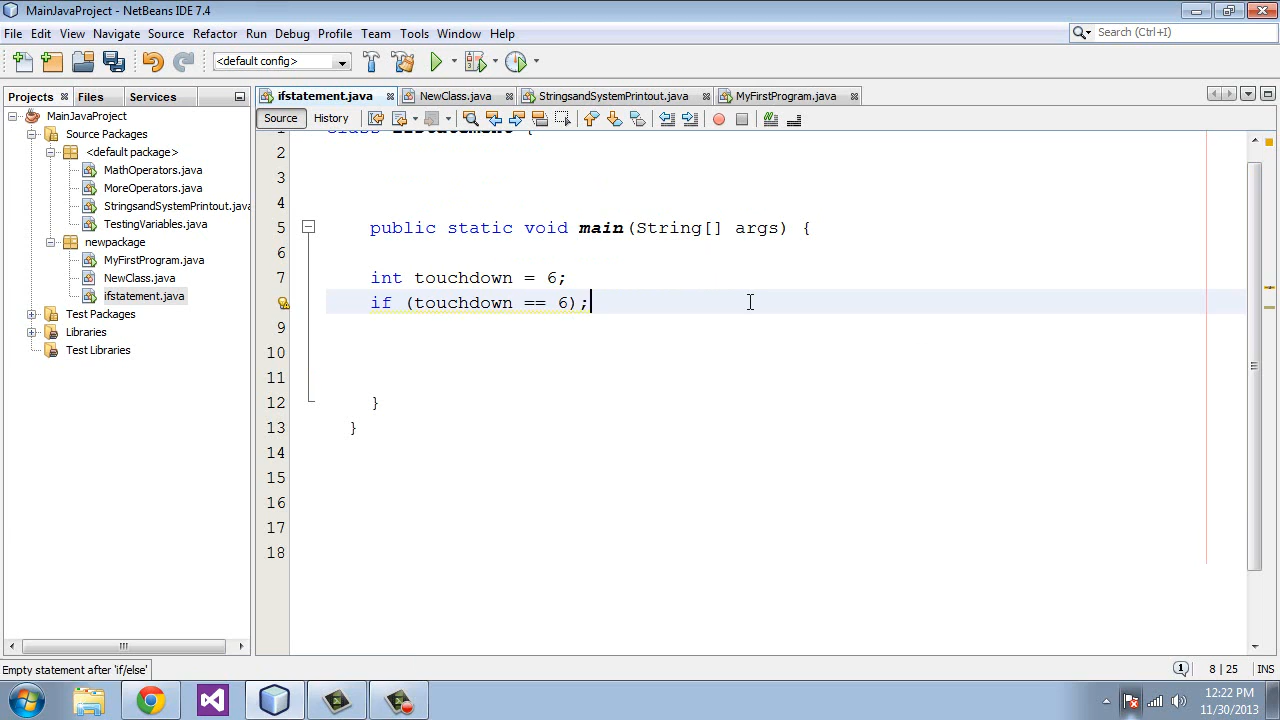 MainJavaProject - NetBeans IDE 7.4
File Edit View Navigate Source Refactor Run Debug Profile Team Tools Window Help
Search (Ctrl+I)
<default config>
Projects Files Services
ifstatement.java NewClass.java StringsandSystemPrintout.java MyFirstProgram.java
Source History
MainJavaProject
Source Packages
<default package>
MathOperators.java
MoreOperators.java
StringsandSystemPrintout.java
TestingVariables.java
newpackage
MyFirstProgram.java
NewClass.java
ifstatement.java
Test Packages
Libraries
Test Libraries
2
3
4
5 public static void main(String[] args) {
6
7 int touchdown = 6;
if (touchdown == 6);
9
10
11
12 }
13 }
14
15
16
17
18
Empty statement after 'if/else'
1 8 | 25 INS
12:22 PM
11/30/2013